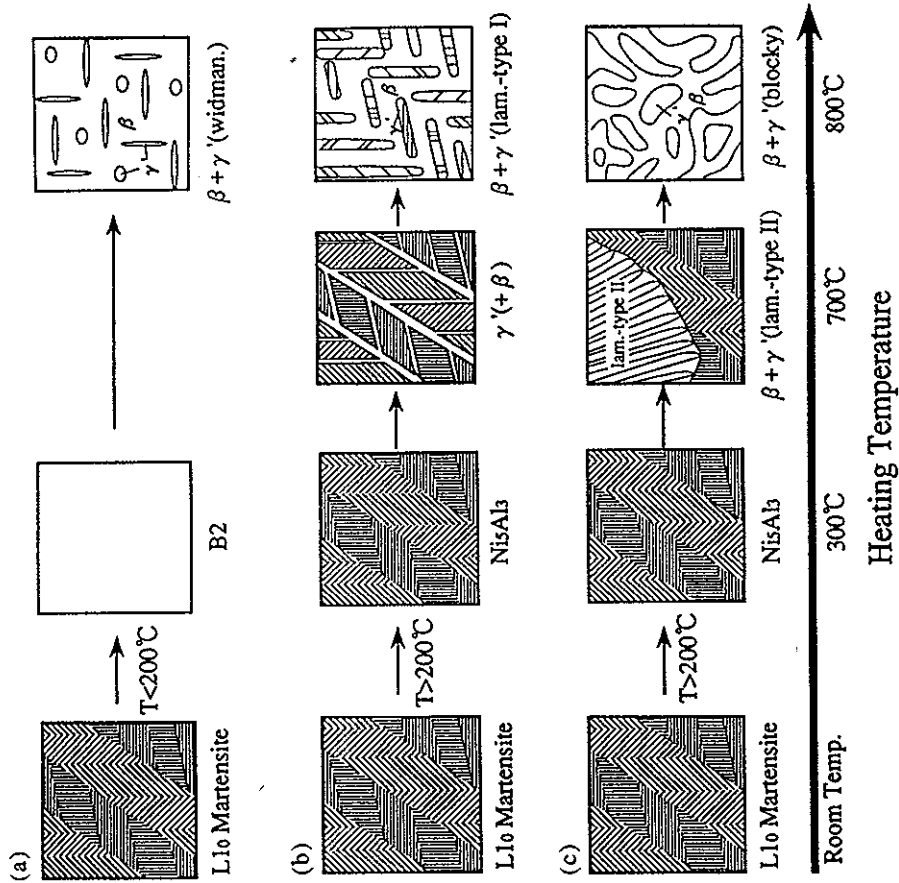 (a)
L10 Martensite
T<200℃
B2
β
γ'
β+γ'(widman.)
(b)
L10 Martensite
T>200℃
Ni5Al3
γ'(+β)
β
γ'
β+γ'(lam.-type I)
(c)
L10 Martensite
T>200℃
Ni5Al3
lam.-type II
β+γ'(lam.-type II)
γ'
β
β+γ'(blocky)
Room Temp.
300℃
700℃
800℃
Heating Temperature